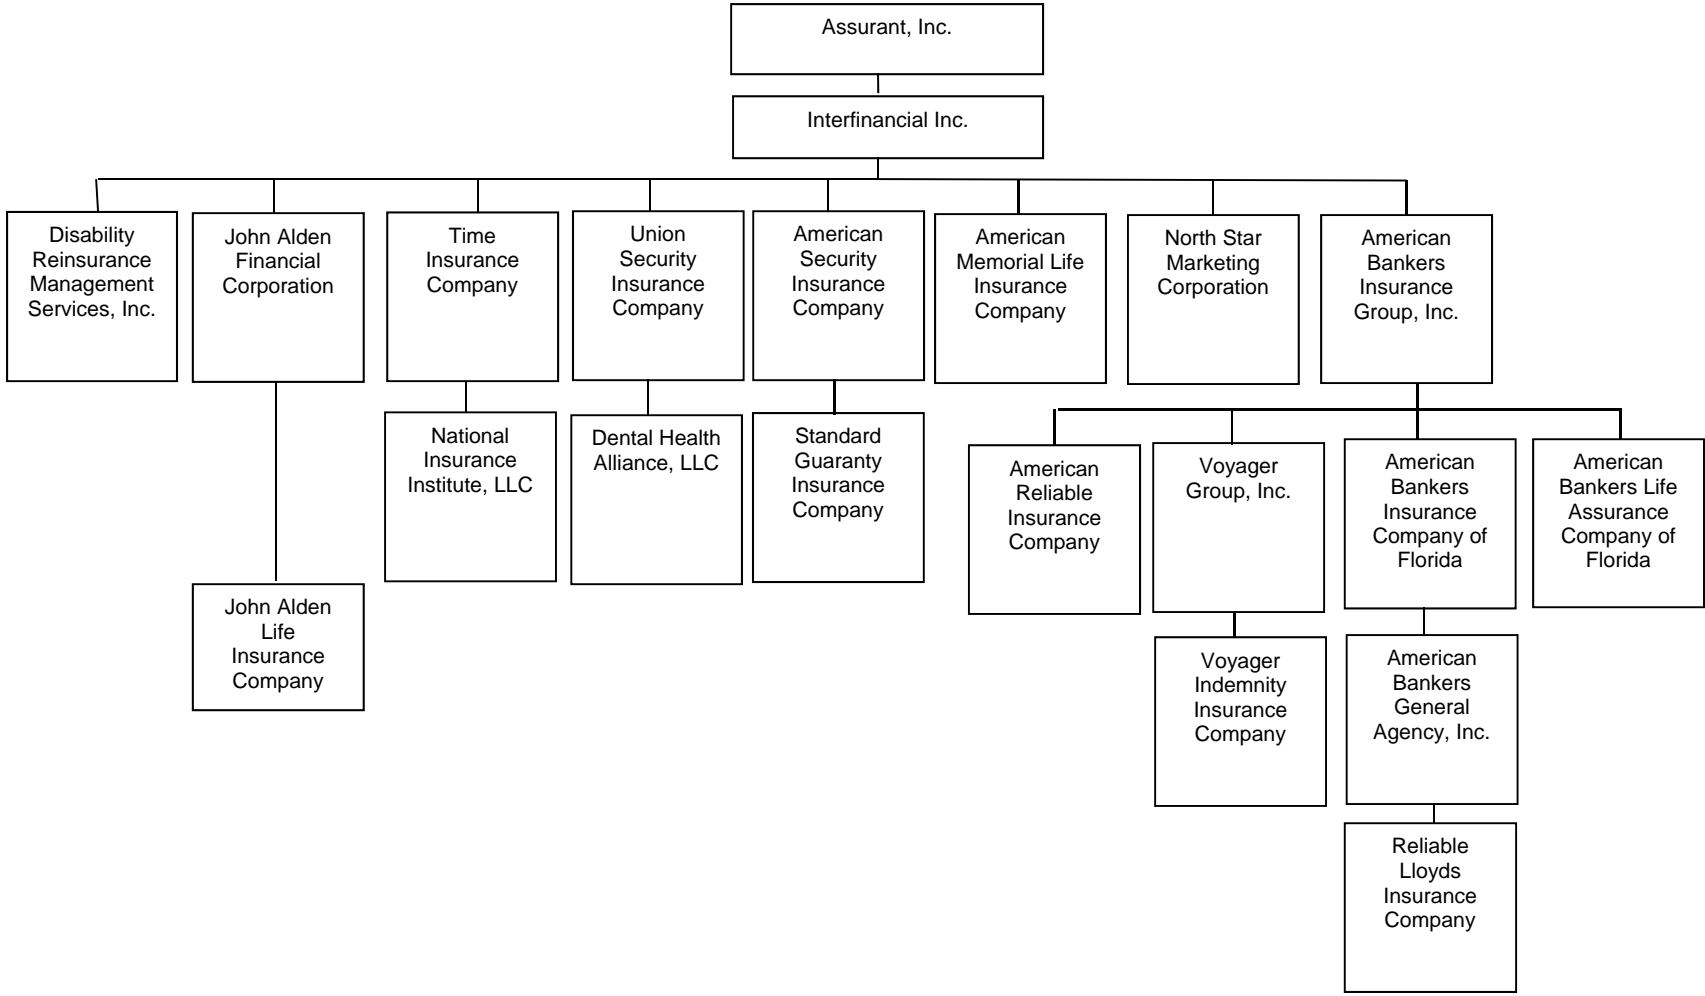 Assurant, Inc.
Interfinancial Inc.
Disability
Reinsurance
Management
Services, Inc.
John Alden
Financial
Corporation
Time
Insurance
Company
Union
Security
Insurance
Company
American
Security
Insurance
Company
American
Memorial Life
Insurance
Company
North Star
Marketing
Corporation
American
Bankers
Insurance
Group, Inc.
National
Insurance
Institute, LLC
Dental Health
Alliance, LLC
Standard
Guaranty
Insurance
Company
American
Reliable
Insurance
Company
Voyager
Group, Inc.
American
Bankers
Insurance
Company of
Florida
American
Bankers Life
Assurance
Company of
Florida
John Alden
Life
Insurance
Company
Voyager
Indemnity
Insurance
Company
American
Bankers
General
Agency, Inc.
Reliable
Lloyds
Insurance
Company